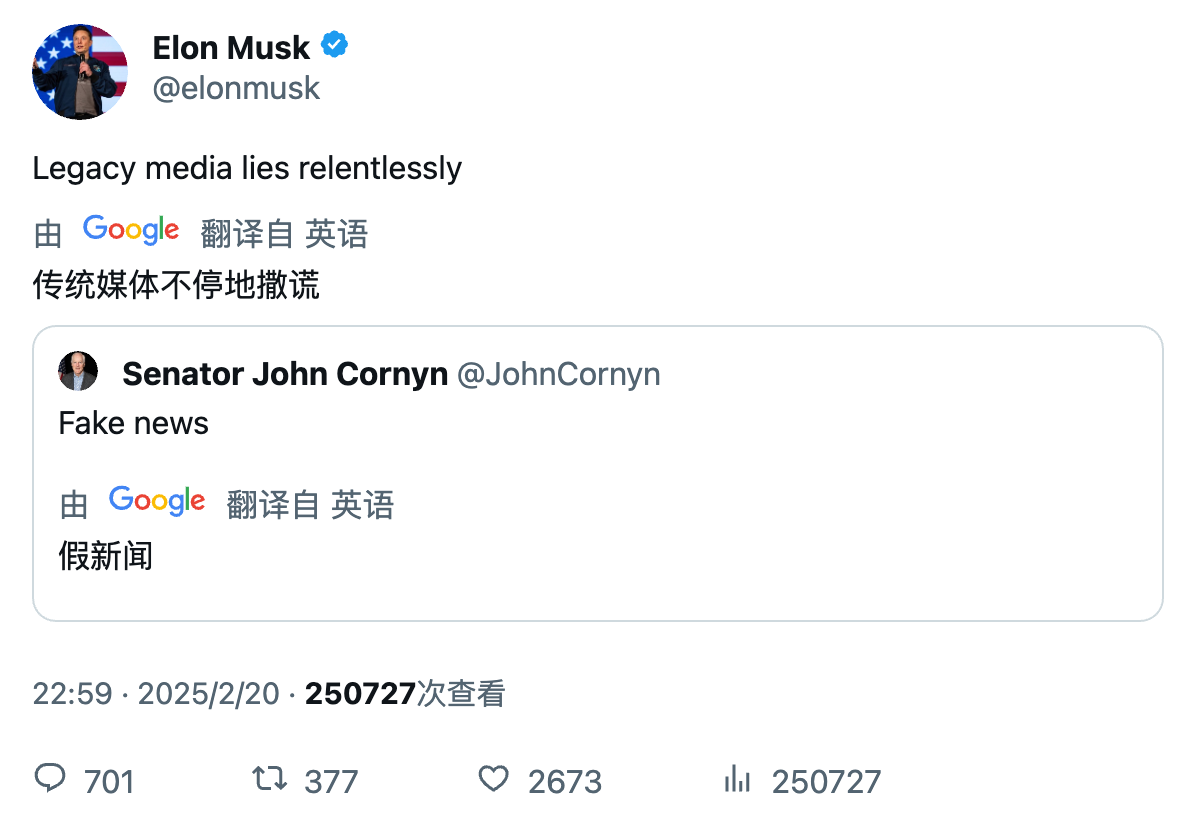 Elon Musk
@elonmusk
Legacy media lies relentlessly
由 Google 翻译自 英语
传统媒体不停地撒谎
Senator John Cornyn @JohnCornyn
Fake news
由 Google 翻译自 英语
假新闻
22:59 · 2025/2/20 · 250727次查看
701 377 2673 250727